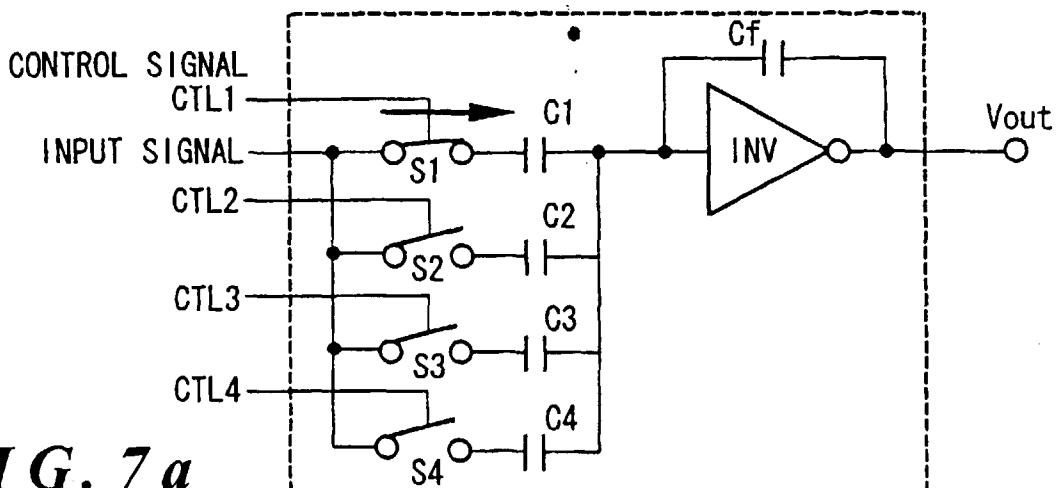 Cf
CONTROL SIGNAL
CTL1
C1
Vout
INPUT SIGNAL
S1
INV
CTL2
C2
S2
CTL3
C3
S3
CTL4
C4
S4
IG. 7a